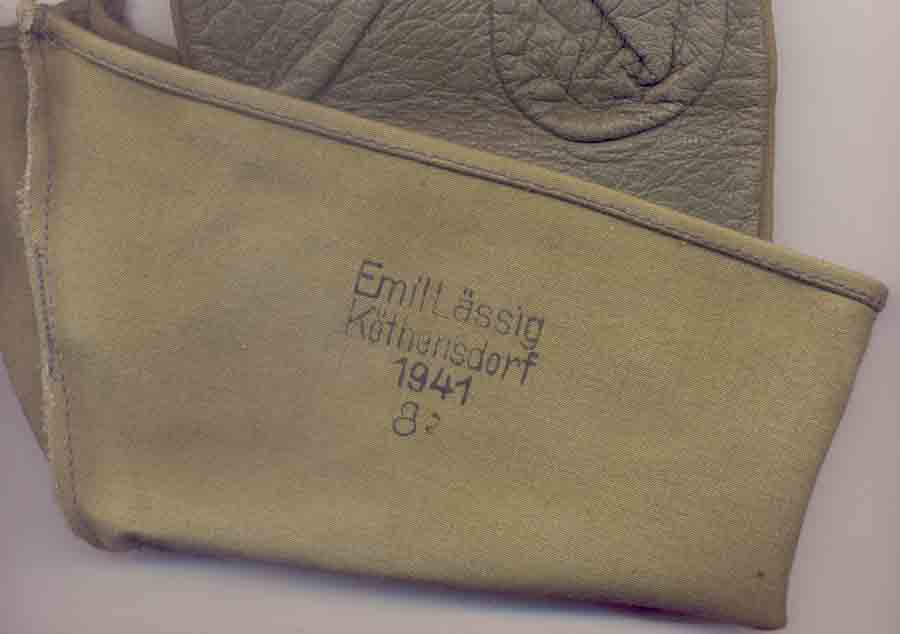 Emil Lässig
Köthensdorf
1941
8